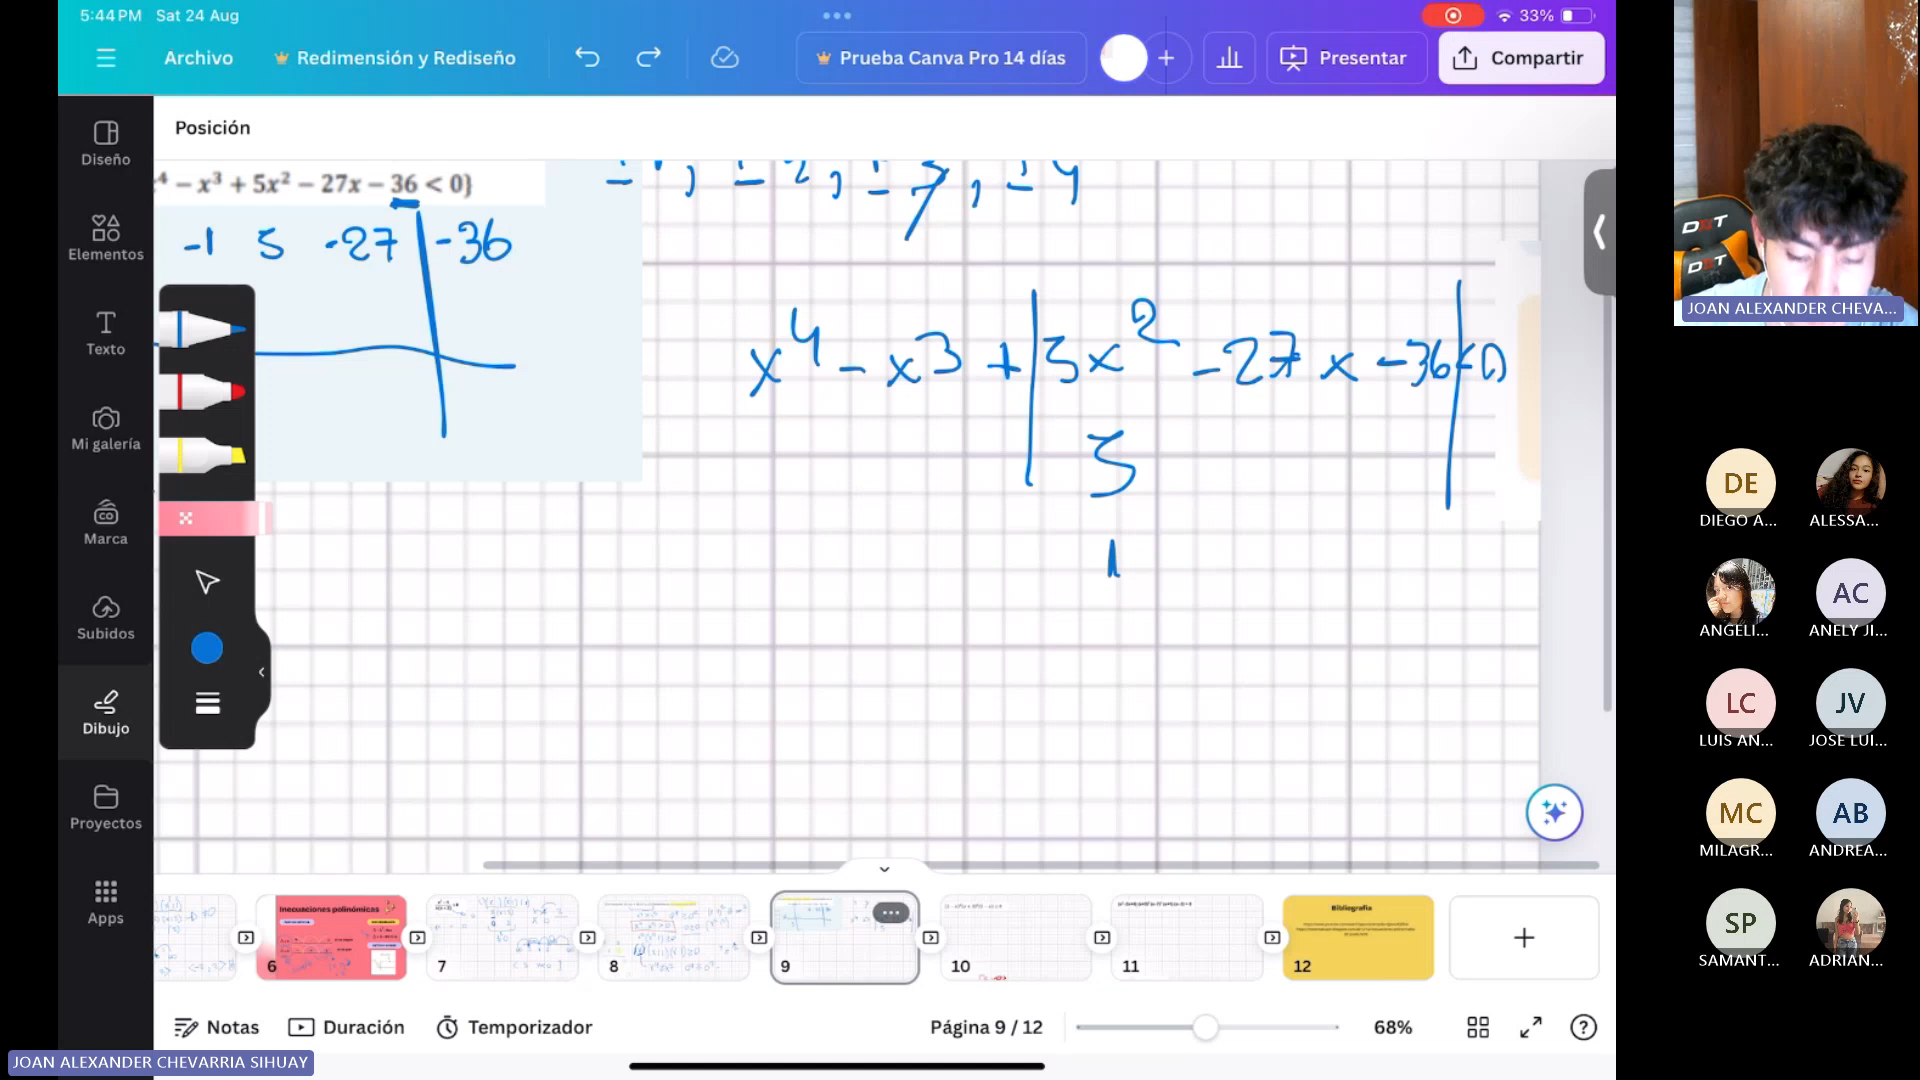 5:44 PM Sat 24 Aug
33%
Archivo
Redimensión y Rediseño
Prueba Canva Pro 14 días
Presentar
Compartir
Posición
Diseño
Elementos
Texto
Mi galería
Marca
Subidos
Dibujo
Proyectos
Apps
⁴ − x³ + 5x² − 27x − 36 < 0}
-1 5 -27 -36
x⁴ - x³ + 5x² - 27x - 36 < 0
5
1
Inecuaciones polinómicas
Bibliografía
6
7
8
9
10
11
12
Notas
Duración
Temporizador
Página 9 / 12
68%
JOAN ALEXANDER CHEVARRIA SIHUAY
JOAN ALEXANDER CHEVA...
DXT
DXT
DE
DIEGO A...
ALESSA...
ANGELI...
AC
ANELY JI...
LC
LUIS AN...
JV
JOSE LUI...
MC
MILAGR...
AB
ANDREA...
SP
SAMANT...
ADRIAN...